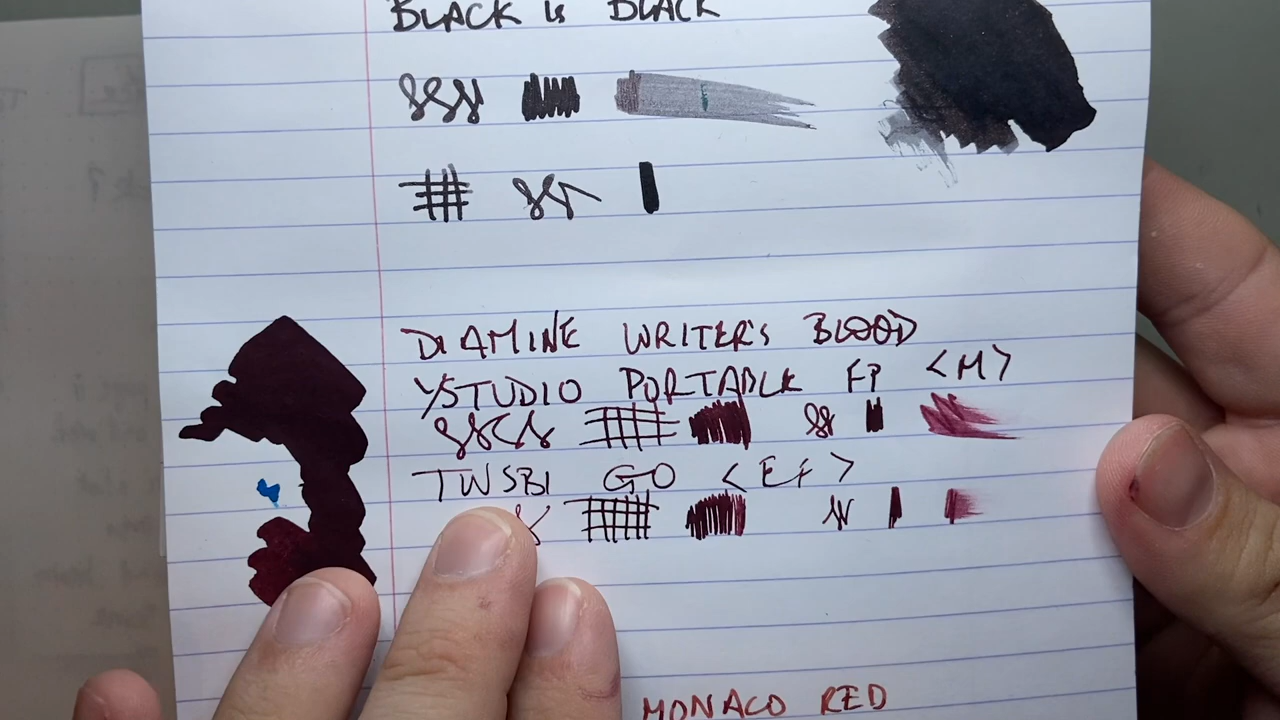 BLACK is BLACK
DIAMINE WRITER'S BLOOD
YSTUDIO PORTABLE FP <M>
TWSBI GO <EF>
MONACO RED